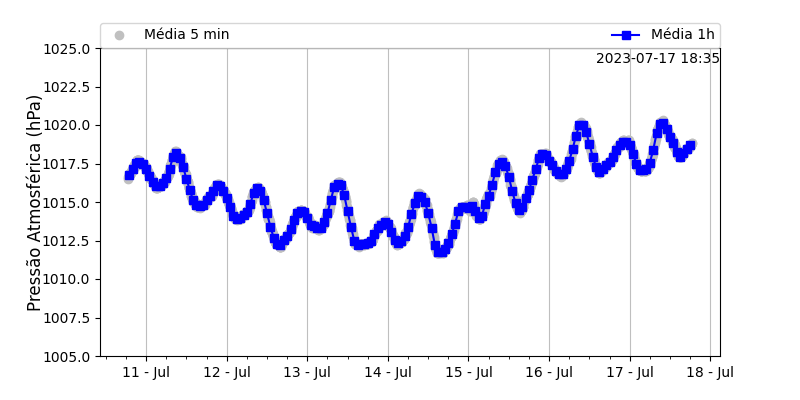 Média 5 min
Média 1h
2023-07-17 18:35
Pressão Atmosférica (hPa)
1025.0
1022.5
1020.0
1017.5
1015.0
1012.5
1010.0
1007.5
1005.0
11 - Jul
12 - Jul
13 - Jul
14 - Jul
15 - Jul
16 - Jul
17 - Jul
18 - Jul